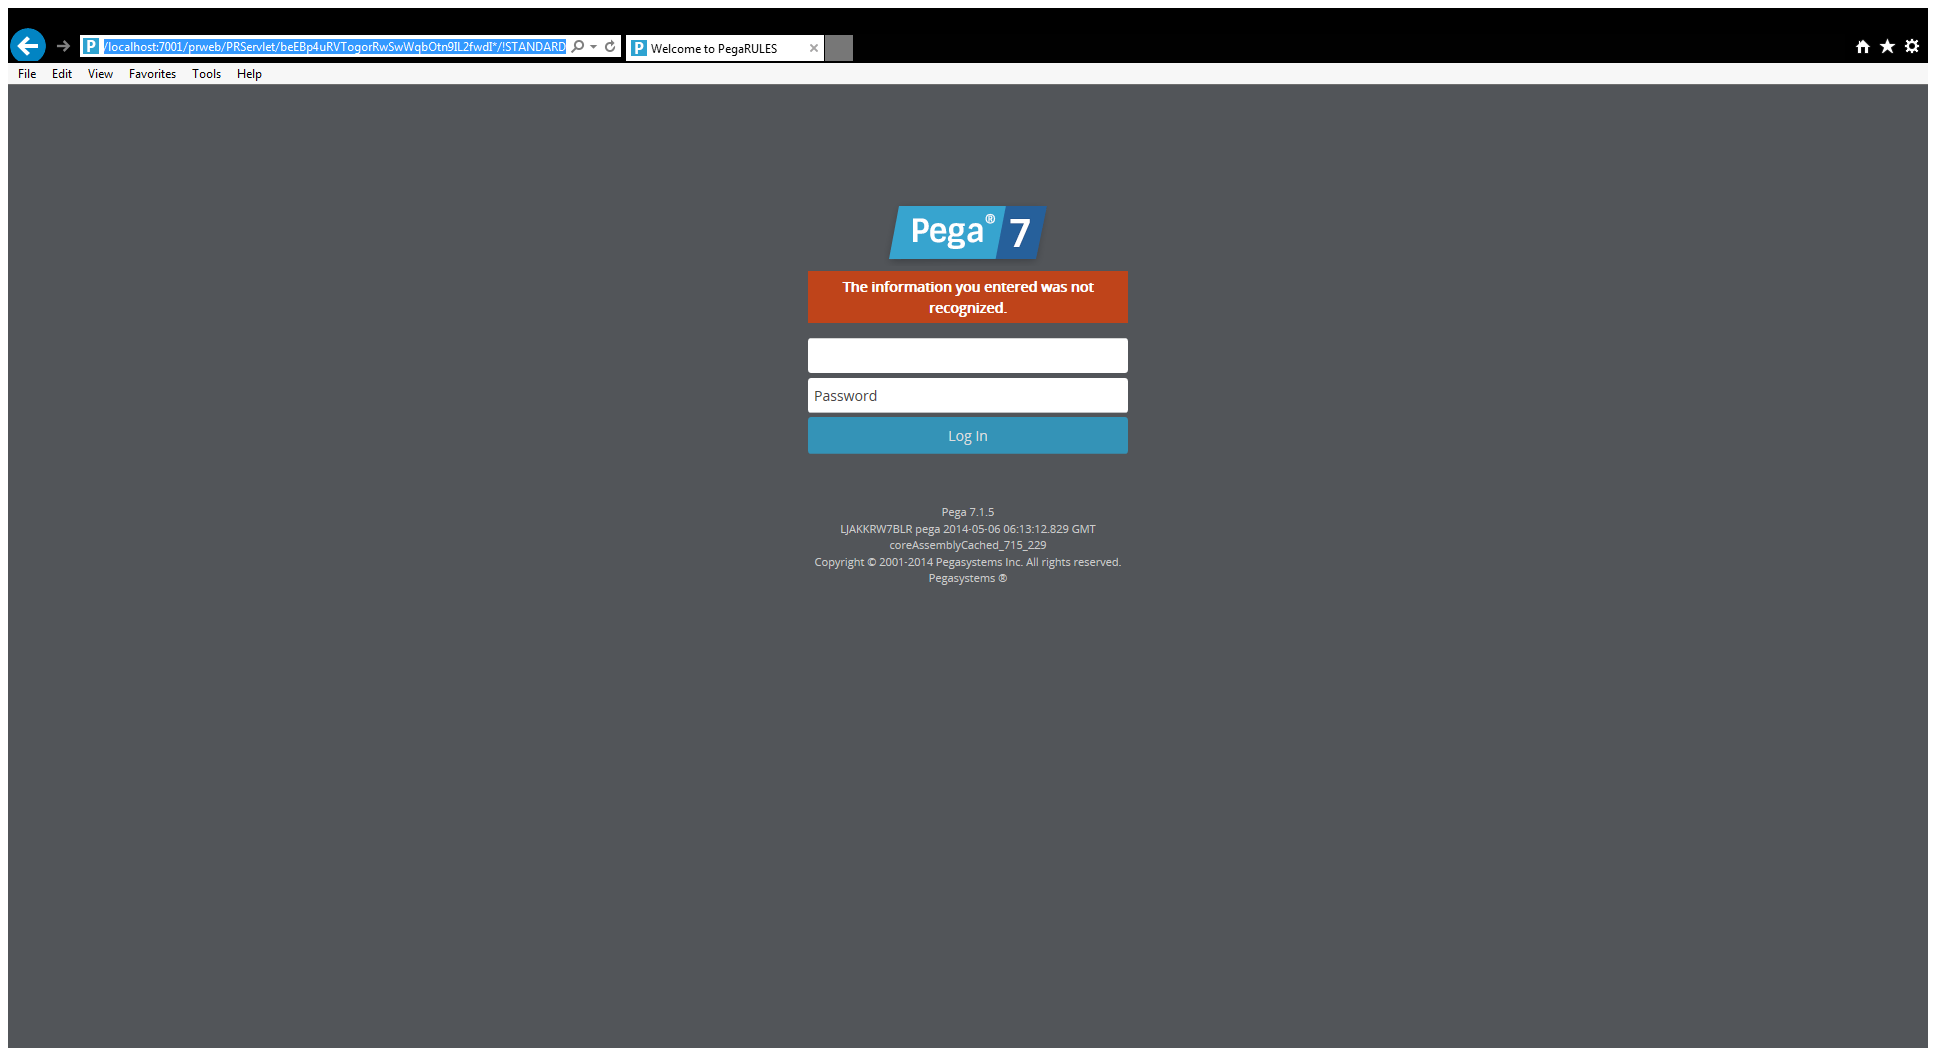 P /localhost:7001/prweb/PRServlet/beEBp4uRVTogorRwSwWqbOtn9IL2fwdI*/!STANDARD
P Welcome to PegaRULES
File Edit View Favorites Tools Help
Pega® 7
The information you entered was not
recognized.
Password
Log In
Pega 7.1.5
LJAKKRW7BLR pega 2014-05-06 06:13:12.829 GMT
coreAssemblyCached_715_229
Copyright © 2001-2014 Pegasystems Inc. All rights reserved.
Pegasystems ®